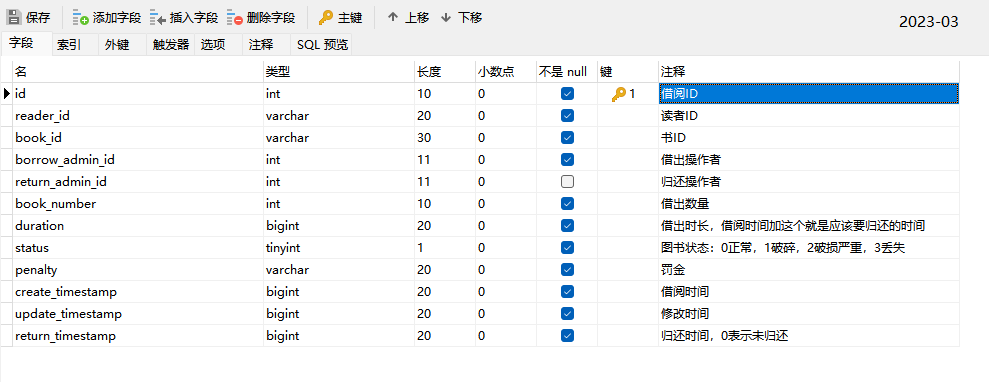 保存 添加字段 插入字段 删除字段 主键 上移 下移 2023-03
字段 索引 外键 触发器 选项 注释 SQL 预览
名 类型 长度 小数点 不是 null 键 注释
id int 10 0 1 借阅ID
reader_id varchar 20 0 读者ID
book_id varchar 30 0 书ID
borrow_admin_id int 11 0 借出操作者
return_admin_id int 11 0 归还操作者
book_number int 10 0 借出数量
duration bigint 20 0 借出时长，借阅时间加这个就是应该要归还的时间
status tinyint 1 0 图书状态：0正常，1破碎，2破损严重，3丢失
penalty varchar 20 0 罚金
create_timestamp bigint 20 0 借阅时间
update_timestamp bigint 20 0 修改时间
return_timestamp bigint 20 0 归还时间，0表示未归还